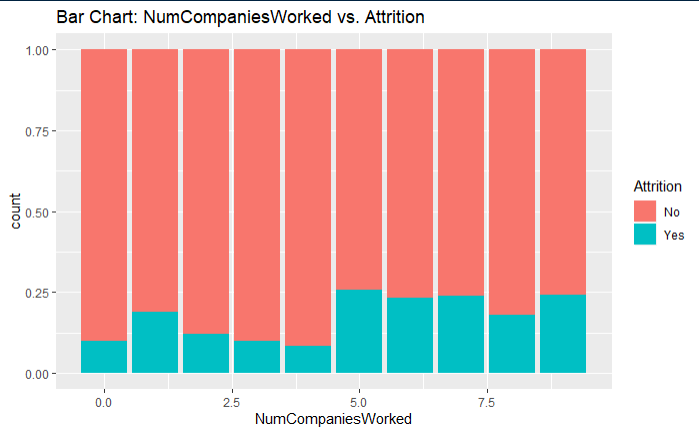 Bar Chart: NumCompaniesWorked vs. Attrition
1.00
0.75
0.50
0.25
0.00
count
0.0
2.5
5.0
7.5
NumCompaniesWorked
Attrition
No
Yes